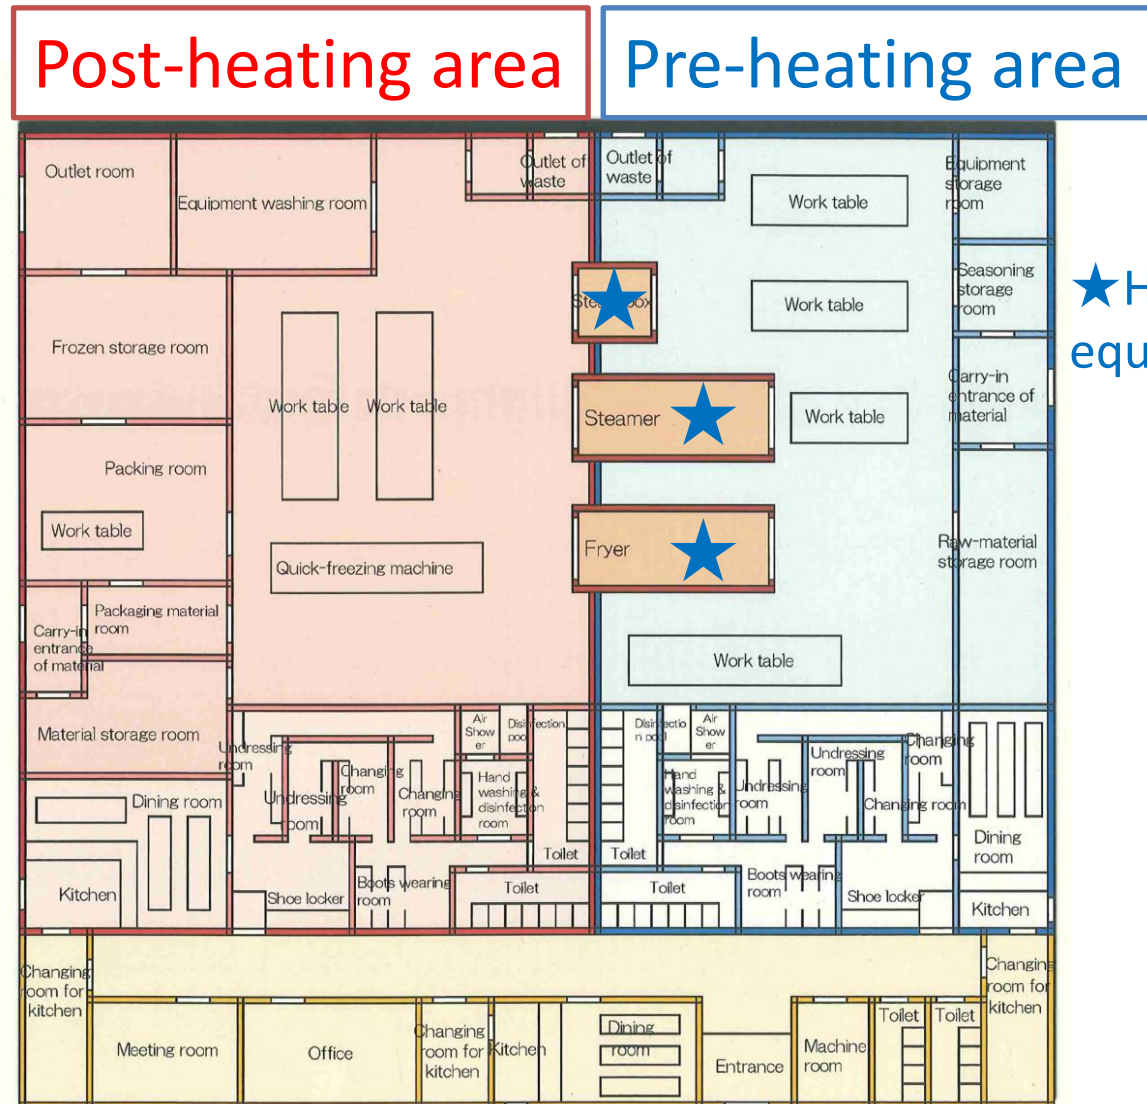 Post-heating area
Pre-heating area
Outlet room
Equipment washing room
Outlet of
waste
Outlet of
waste
Work table
Equipment
storage
room
Seasoning
storage
room
Work table
★H
equ
Frozen storage room
Work table
Work table
Steamer
Work table
Carry-in
entrance of
material
Packing room
Work table
Quick-freezing machine
Fryer
Raw-material
storage room
Packaging material
room
Carry-in
entrance
of material
Work table
Material storage room
Undressing
room
Air
Show
er
Disinfection
pool
Disinfectio
n pool
Air
Show
er
Undressing
room
Changing
room
Changing
room
Undressing
room
Changing
room
Hand
washing &
disinfection
room
Hand
washing &
disinfection
room
Undressing
room
Changing room
Dining room
Dining
room
Toilet
Toilet
Kitchen
Shoe locker
Boots wearing
room
Toilet
Toilet
Boots wearing
room
Shoe locker
Kitchen
Changing
room for
kitchen
Changing
room for
kitchen
Meeting room
Office
Changing
room for
kitchen
Kitchen
Dining
room
Entrance
Machine
room
Toilet
Toilet